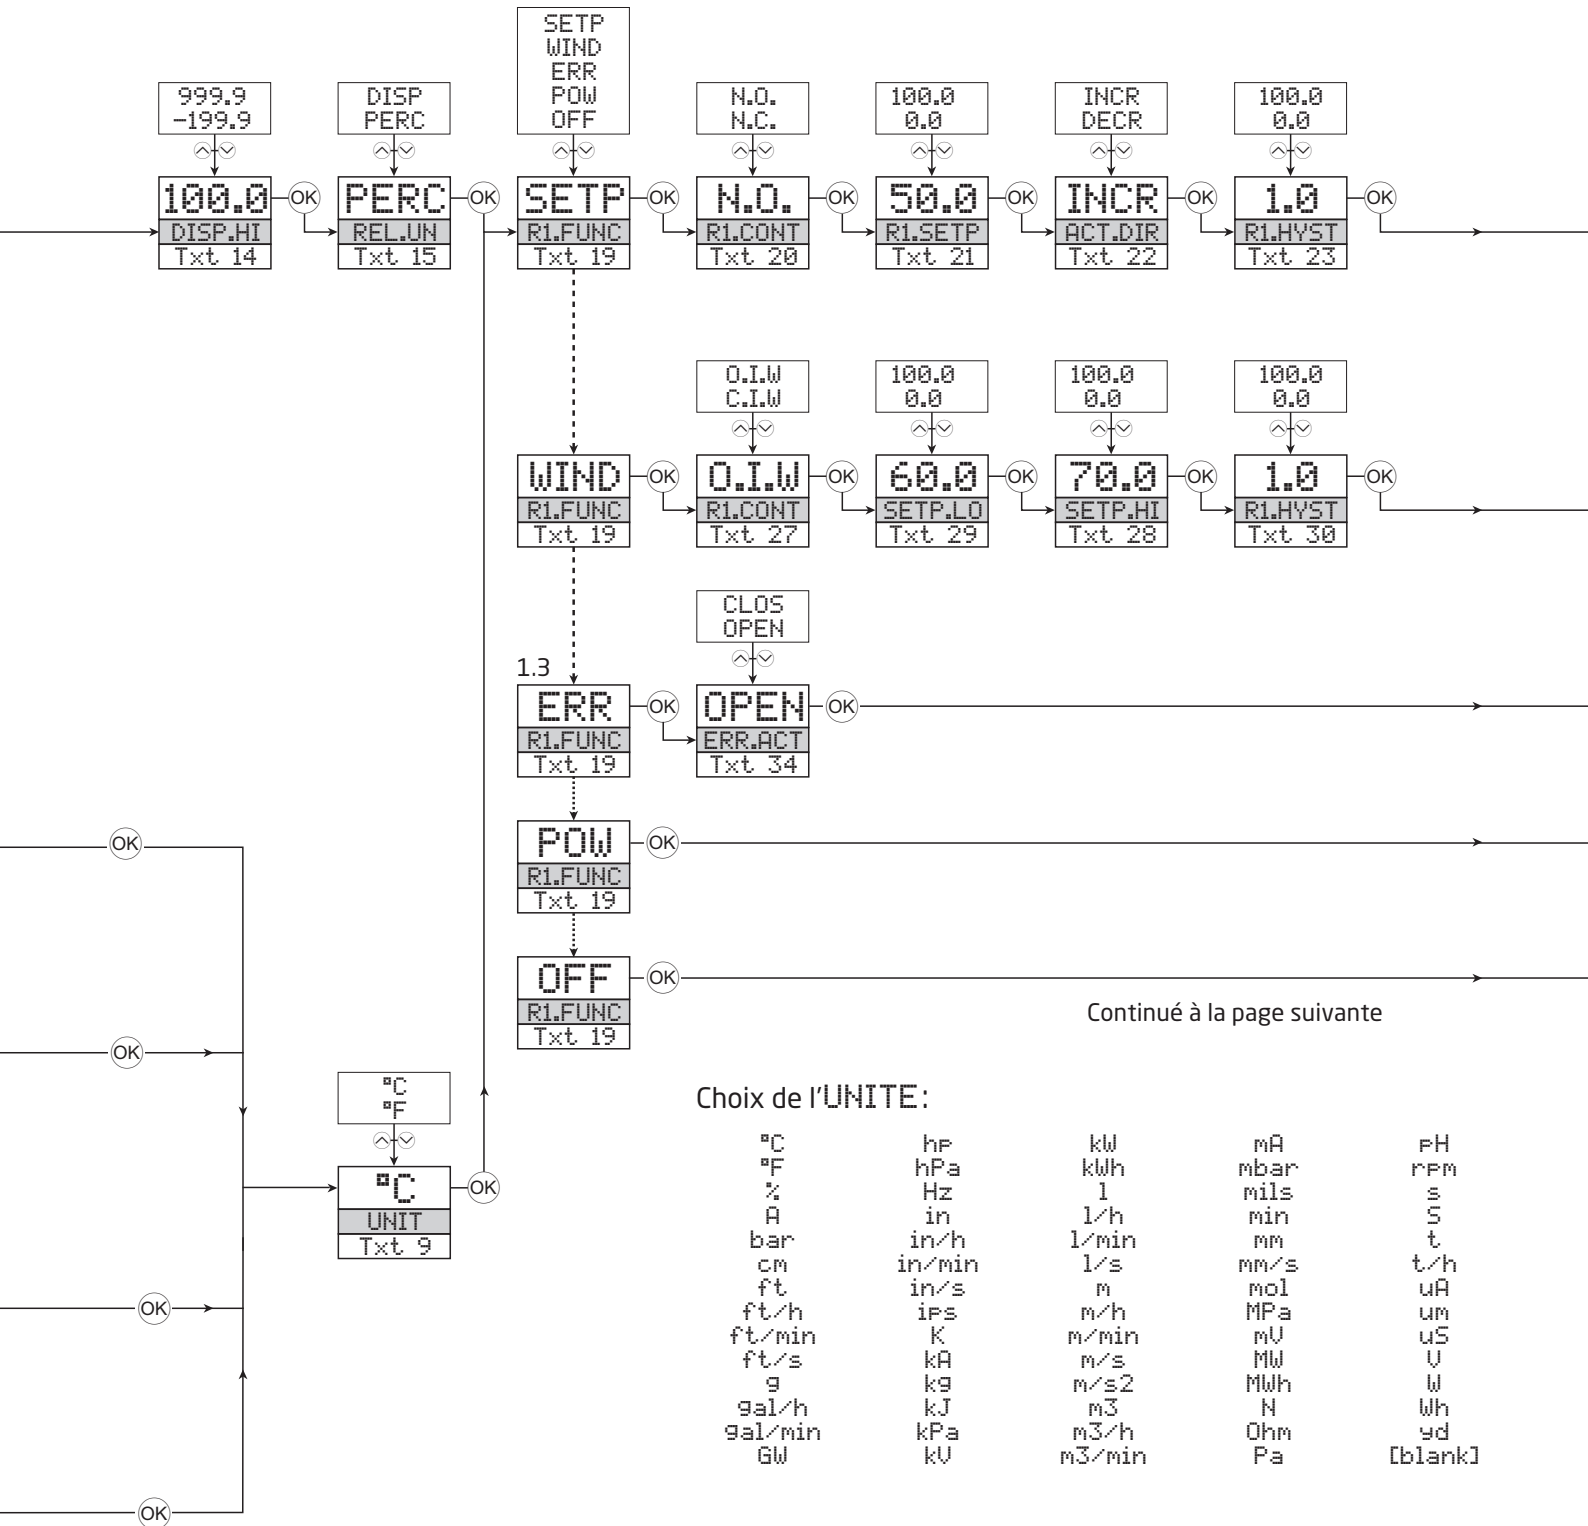 SETP
WIND
ERR
POW
OFF
999.9
-199.9
DISP
PERC
N.O.
N.C.
100.0
0.0
INCR
DECR
100.0
0.0
100.0
DISP.HI
Txt 14
OK
PERC
REL.UN
Txt 15
OK
SETP
R1.FUNC
Txt 19
OK
N.O.
R1.CONT
Txt 20
OK
50.0
R1.SETP
Txt 21
OK
INCR
ACT.DIR
Txt 22
OK
1.0
R1.HYST
Txt 23
OK
O.I.W
C.I.W
100.0
0.0
100.0
0.0
100.0
0.0
WIND
R1.FUNC
Txt 19
OK
O.I.W
R1.CONT
Txt 27
OK
60.0
SETP.LO
Txt 29
OK
70.0
SETP.HI
Txt 28
OK
1.0
R1.HYST
Txt 30
OK
CLOS
OPEN
1.3
ERR
R1.FUNC
Txt 19
OK
OPEN
ERR.ACT
Txt 34
OK
POW
R1.FUNC
Txt 19
OK
OK
OFF
R1.FUNC
Txt 19
OK
Continué à la page suivante
OK
°C
°F
°C
UNIT
Txt 9
OK
OK
OK
Choix de l'UNITE:
°C hp kW mA pH
°F hPa kWh mbar rpm
% Hz l mils s
A in l/h min S
bar in/h l/min mm t
cm in/min l/s mm/s t/h
ft in/s m mol uA
ft/h ips m/h MPa um
ft/min K m/min mV uS
ft/s kA m/s MW V
g kg m/s2 MWh W
gal/h kJ m3 N Wh
gal/min kPa m3/h Ohm yd
GW kV m3/min Pa [blank]